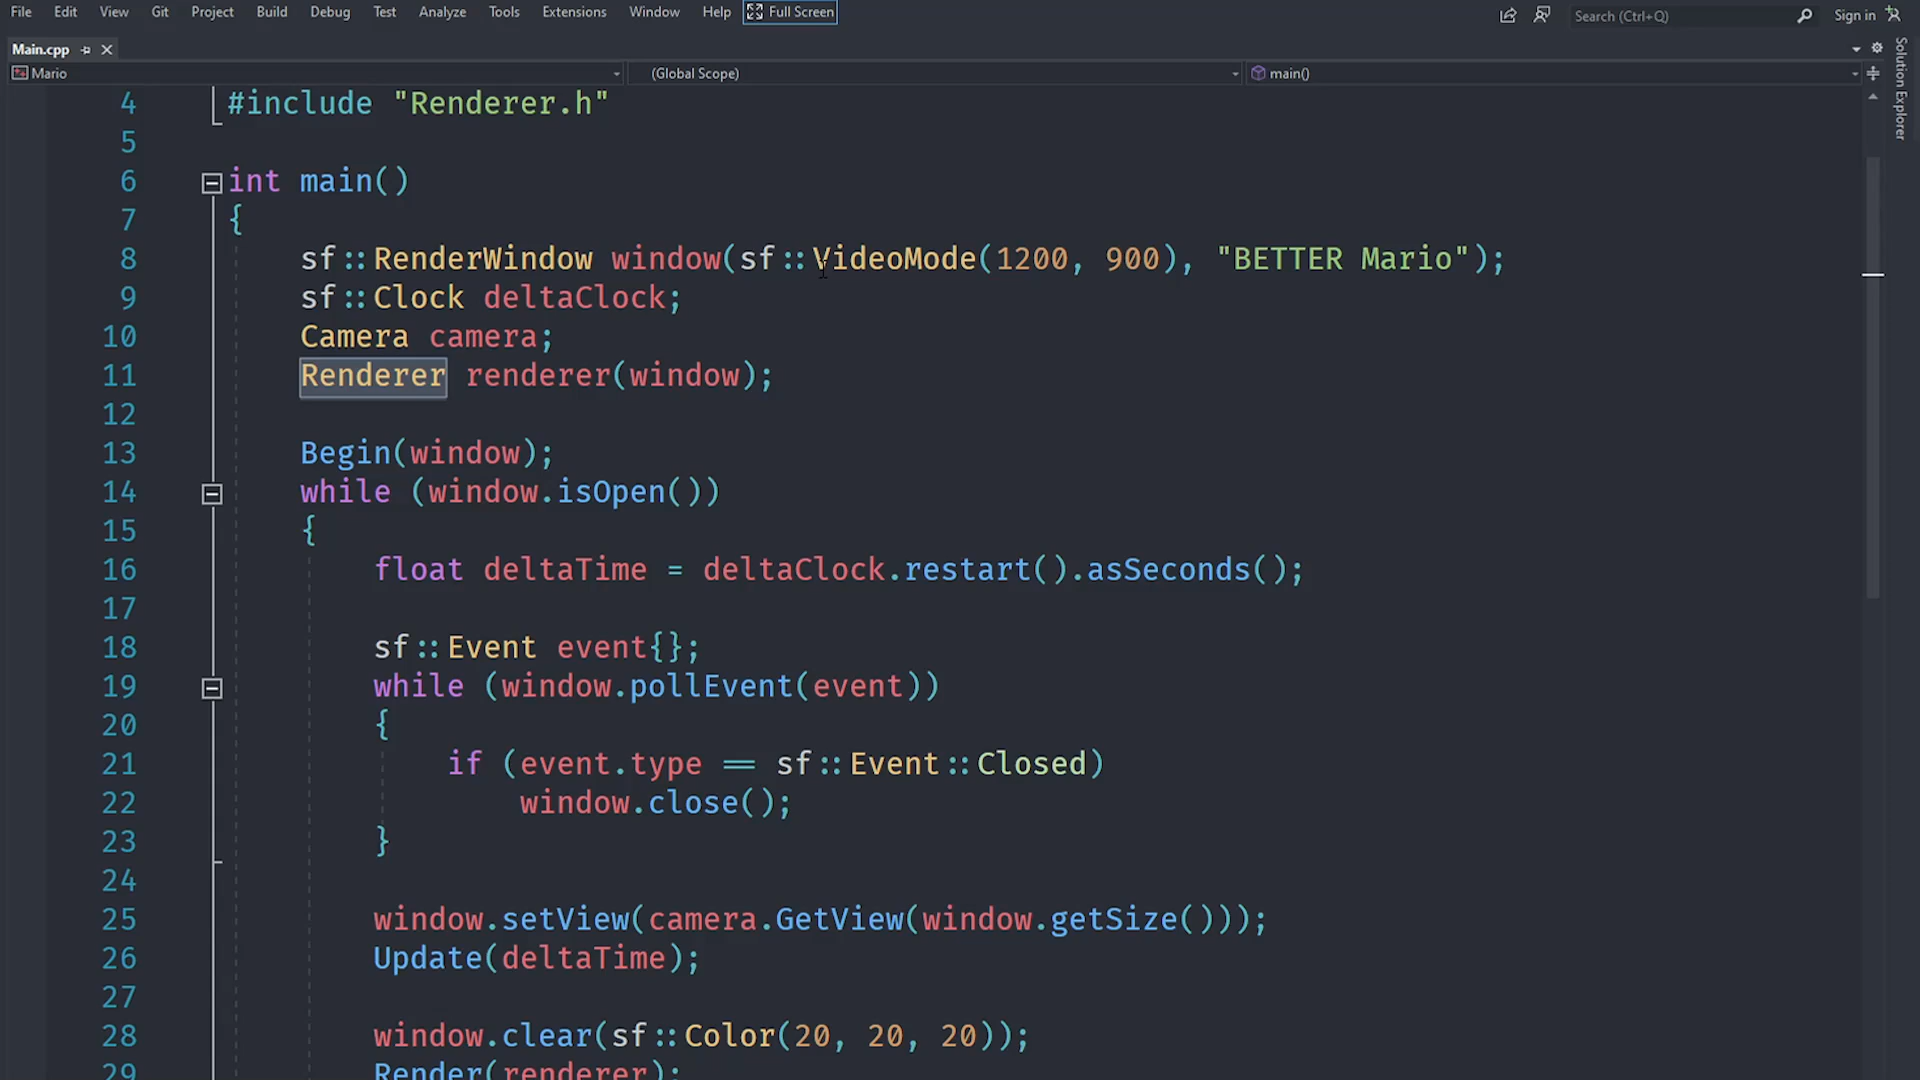 File Edit View Git Project Build Debug Test Analyze Tools Extensions Window Help Full Screen Search (Ctrl+Q) Sign in
Main.cpp
Mario (Global Scope) main()
Solution Explorer
4 #include "Renderer.h"
5
6 int main()
7 {
8 sf::RenderWindow window(sf::VideoMode(1200, 900), "BETTER Mario");
9 sf::Clock deltaClock;
10 Camera camera;
11 Renderer renderer(window);
12
13 Begin(window);
14 while (window.isOpen())
15 {
16 float deltaTime = deltaClock.restart().asSeconds();
17
18 sf::Event event{};
19 while (window.pollEvent(event))
20 {
21 if (event.type == sf::Event::Closed)
22 window.close();
23 }
24
25 window.setView(camera.GetView(window.getSize()));
26 Update(deltaTime);
27
28 window.clear(sf::Color(20, 20, 20));
29 Render(renderer);